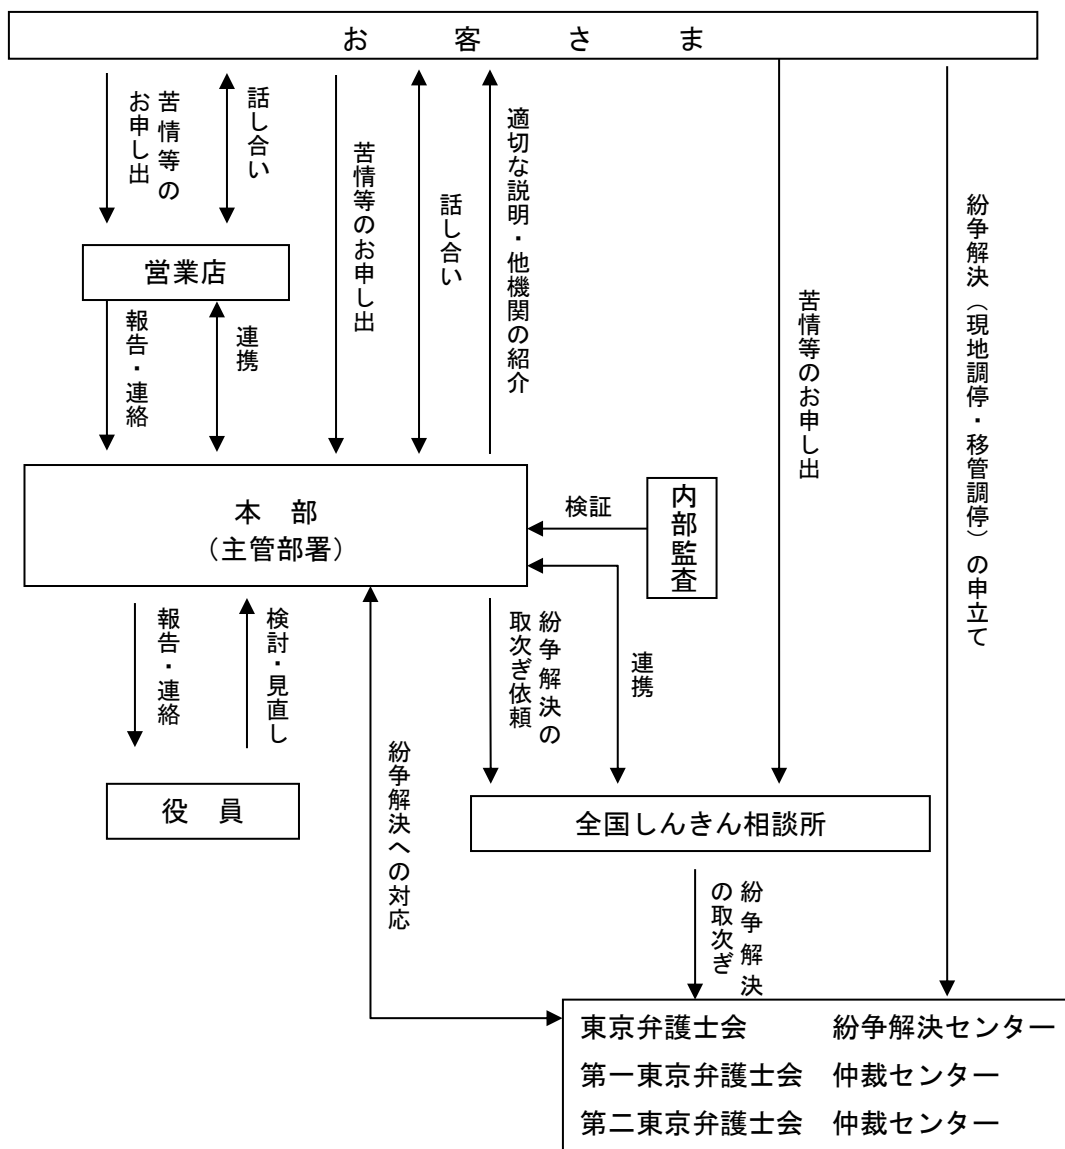 お客さま
苦情等の
お申し出
話し合い
苦情等のお申し出
話し合い
適切な説明・他機関の紹介
苦情等のお申し出
紛争解決（現地調停・移管調停）の申立て
営業店
報告・連絡
連携
本　部
（主管部署）
検証
内部監査
報告・連絡
検討・見直し
紛争解決への対応
紛争解決の
取次ぎ依頼
連携
役　員
全国しんきん相談所
紛争解決
の取次ぎ
東京弁護士会　　紛争解決センター
第一東京弁護士会　仲裁センター
第二東京弁護士会　仲裁センター